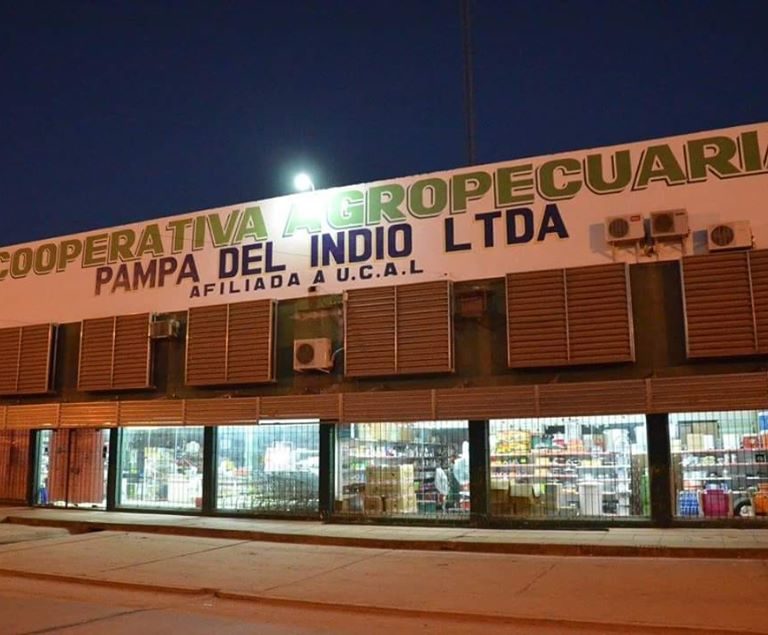 COOPERATIVA AGROPECUARIA
PAMPA DEL INDIO LTDA
AFILIADA A U.C.A.L